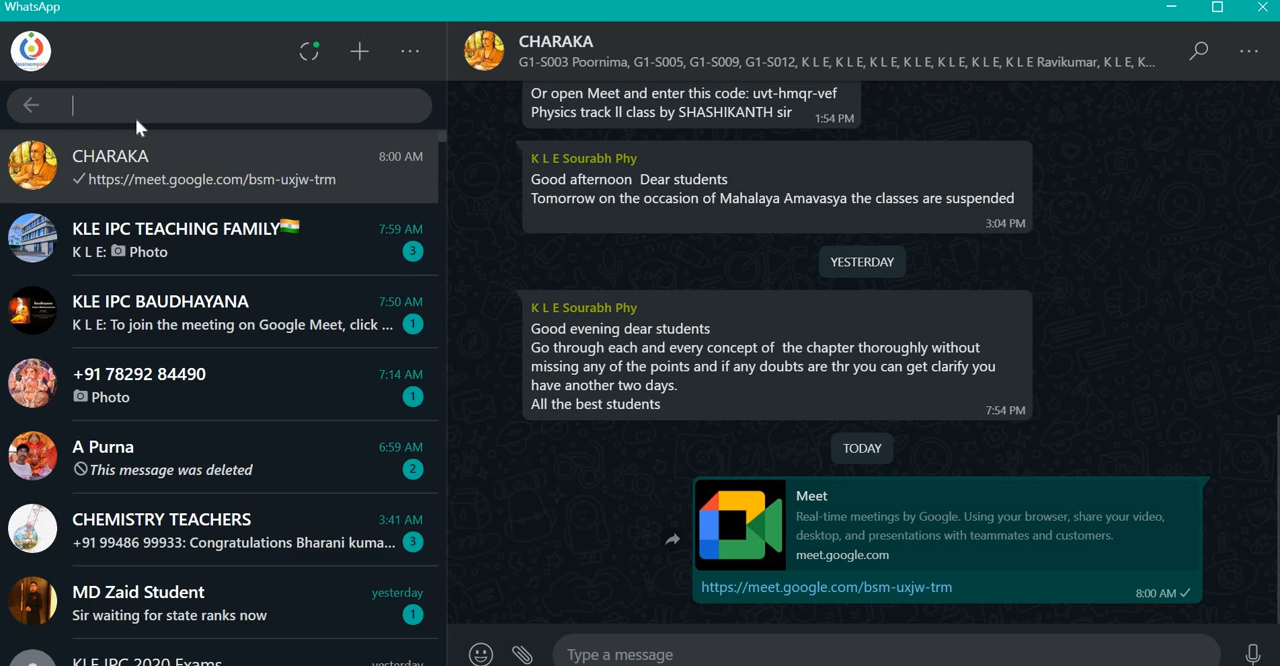 WhatsApp
CHARAKA 8:00 AM
https://meet.google.com/bsm-uxjw-trm
KLE IPC TEACHING FAMILY🇮🇳 7:59 AM
K L E: Photo 3
KLE IPC BAUDHAYANA 7:50 AM
K L E: To join the meeting on Google Meet, click ... 1
+91 78292 84490 7:14 AM
Photo 1
A Purna 6:59 AM
This message was deleted 2
CHEMISTRY TEACHERS 3:41 AM
+91 99486 99933: Congratulations Bharani kuma... 3
MD Zaid Student yesterday
Sir waiting for state ranks now 1
KLE IPC 2020 Exams yesterday
CHARAKA
G1-S003 Poornima, G1-S005, G1-S009, G1-S012, K L E, K L E, K L E, K L E, K L E, K L E, K L E Ravikumar, K L E, K...
Or open Meet and enter this code: uvt-hmqr-vef
Physics track ll class by SHASHIKANTH sir 1:54 PM
K L E Sourabh Phy
Good afternoon Dear students
Tomorrow on the occasion of Mahalaya Amavasya the classes are suspended
3:04 PM
YESTERDAY
K L E Sourabh Phy
Good evening dear students
Go through each and every concept of the chapter thoroughly without
missing any of the points and if any doubts are thr you can get clarify you
have another two days.
All the best students 7:54 PM
TODAY
Meet
Real-time meetings by Google. Using your browser, share your video,
desktop, and presentations with teammates and customers.
meet.google.com
https://meet.google.com/bsm-uxjw-trm
8:00 AM
Type a message